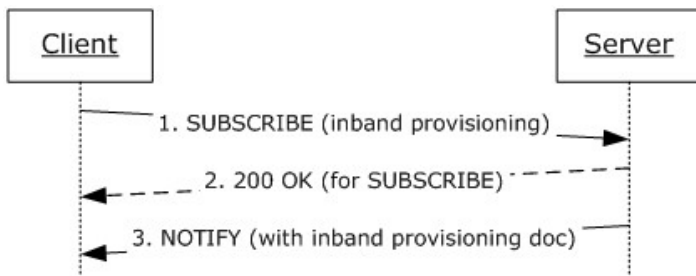 Client
Server
1. SUBSCRIBE (inband provisioning)
2. 200 OK (for SUBSCRIBE)
3. NOTIFY (with inband provisioning doc)